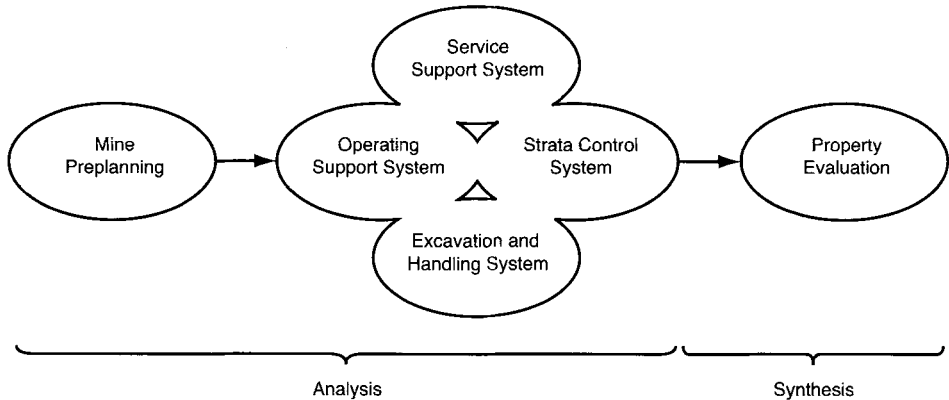 Service
Support System
Mine
Preplanning
Operating
Support System
Strata Control
System
Property
Evaluation
Excavation and
Handling System
Analysis
Synthesis